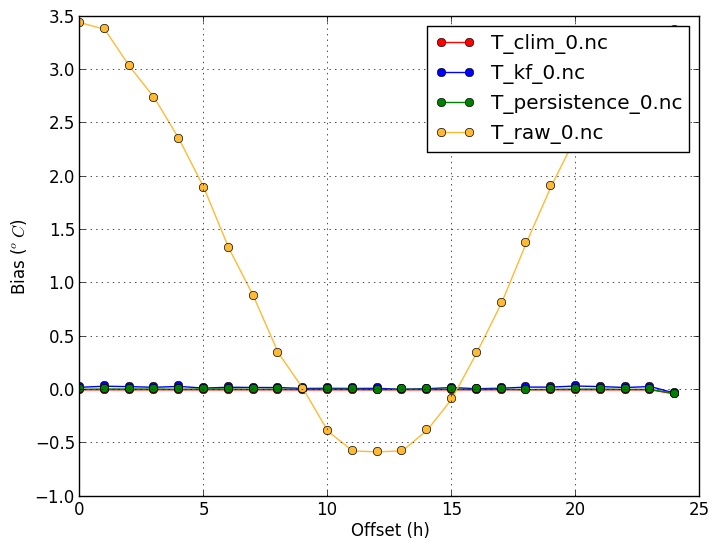 3.5
3.0
2.5
2.0
1.5
1.0
0.5
0.0
−0.5
−1.0
Bias (° C)
T_clim_0.nc
T_kf_0.nc
T_persistence_0.nc
T_raw_0.nc
0 5 10 15 20 25
Offset (h)